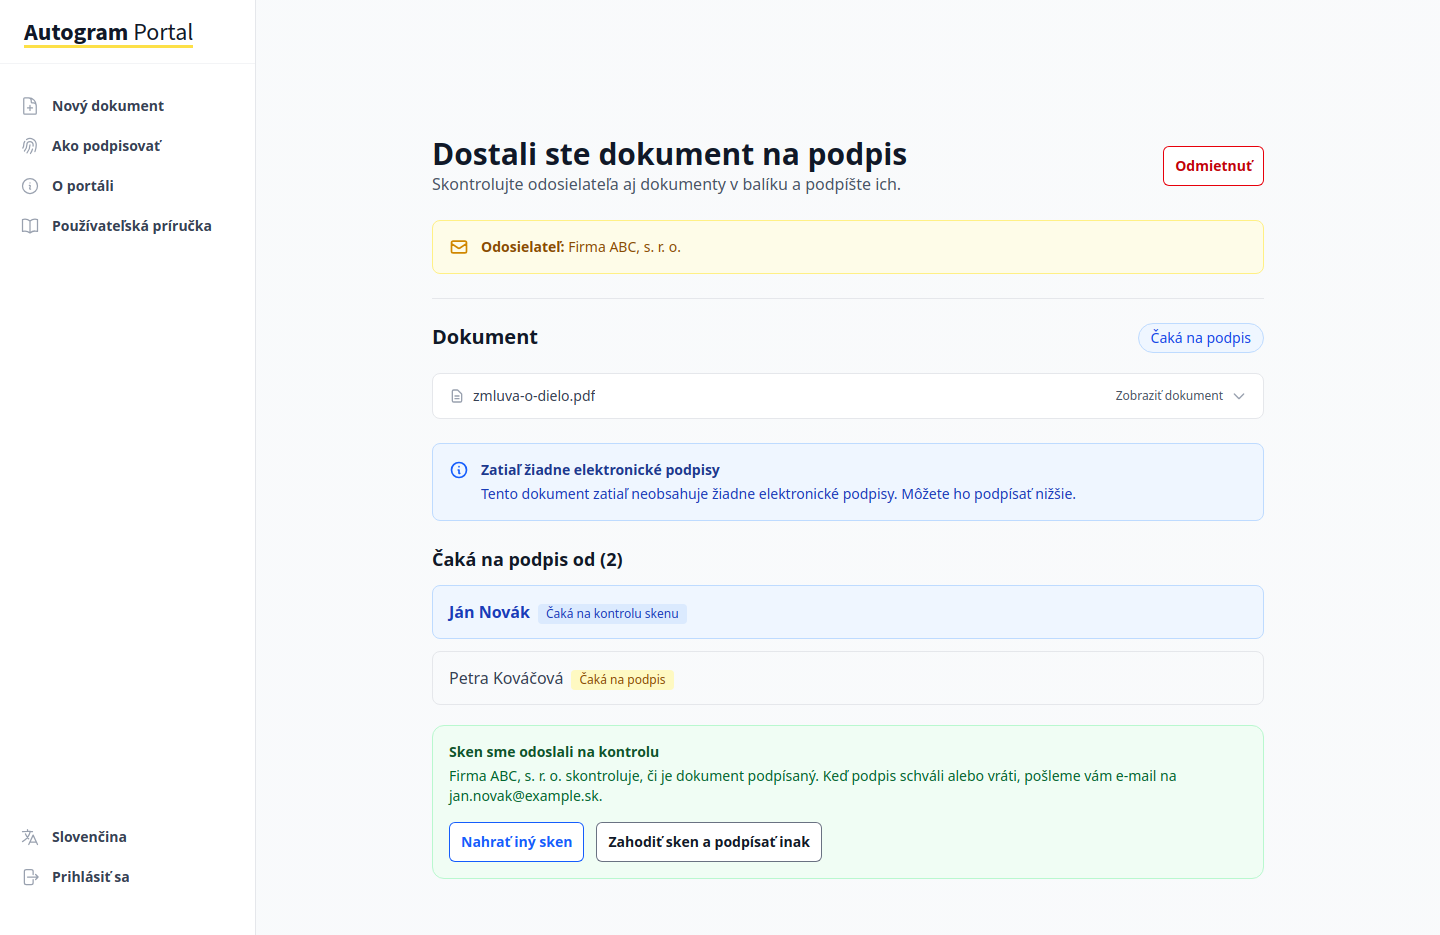 Autogram Portal
Nový dokument
Ako podpisovať
O portáli
Používateľská príručka
Slovenčina
Prihlásiť sa
Dostali ste dokument na podpis
Skontrolujte odosielateľa aj dokumenty v balíku a podpíšte ich.
Odmietnuť
Odosielateľ: Firma ABC, s. r. o.
Dokument
Čaká na podpis
zmluva-o-dielo.pdf
Zobraziť dokument
Zatiaľ žiadne elektronické podpisy
Tento dokument zatiaľ neobsahuje žiadne elektronické podpisy. Môžete ho podpísať nižšie.
Čaká na podpis od (2)
Ján Novák Čaká na kontrolu skenu
Petra Kováčová Čaká na podpis
Sken sme odoslali na kontrolu
Firma ABC, s. r. o. skontroluje, či je dokument podpísaný. Keď podpis schváli alebo vráti, pošleme vám e-mail na
jan.novak@example.sk.
Nahrať iný sken
Zahodiť sken a podpísať inak